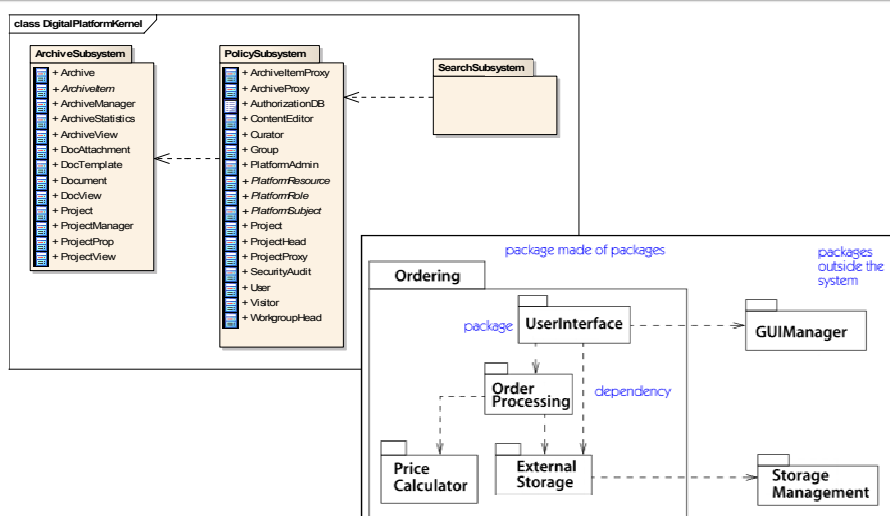 class DigitalPlatformKernel
ArchiveSubsystem
+ Archive
+ ArchiveItem
+ ArchiveManager
+ ArchiveStatistics
+ ArchiveView
+ DocAttachment
+ DocTemplate
+ Document
+ DocView
+ Project
+ ProjectManager
+ ProjectProp
+ ProjectView
PolicySubsystem
+ ArchiveItemProxy
+ ArchiveProxy
+ AuthorizationDB
+ ContentEditor
+ Curator
+ Group
+ PlatformAdmin
+ PlatformResource
+ PlatformRole
+ PlatformSubject
+ Project
+ ProjectHead
+ ProjectProxy
+ SecurityAudit
+ User
+ Visitor
+ WorkgroupHead
SearchSubsystem
package made of packages
packages
outside the
system
Ordering
package
UserInterface
GUIManager
Order
Processing
dependency
Price
Calculator
External
Storage
Storage
Management